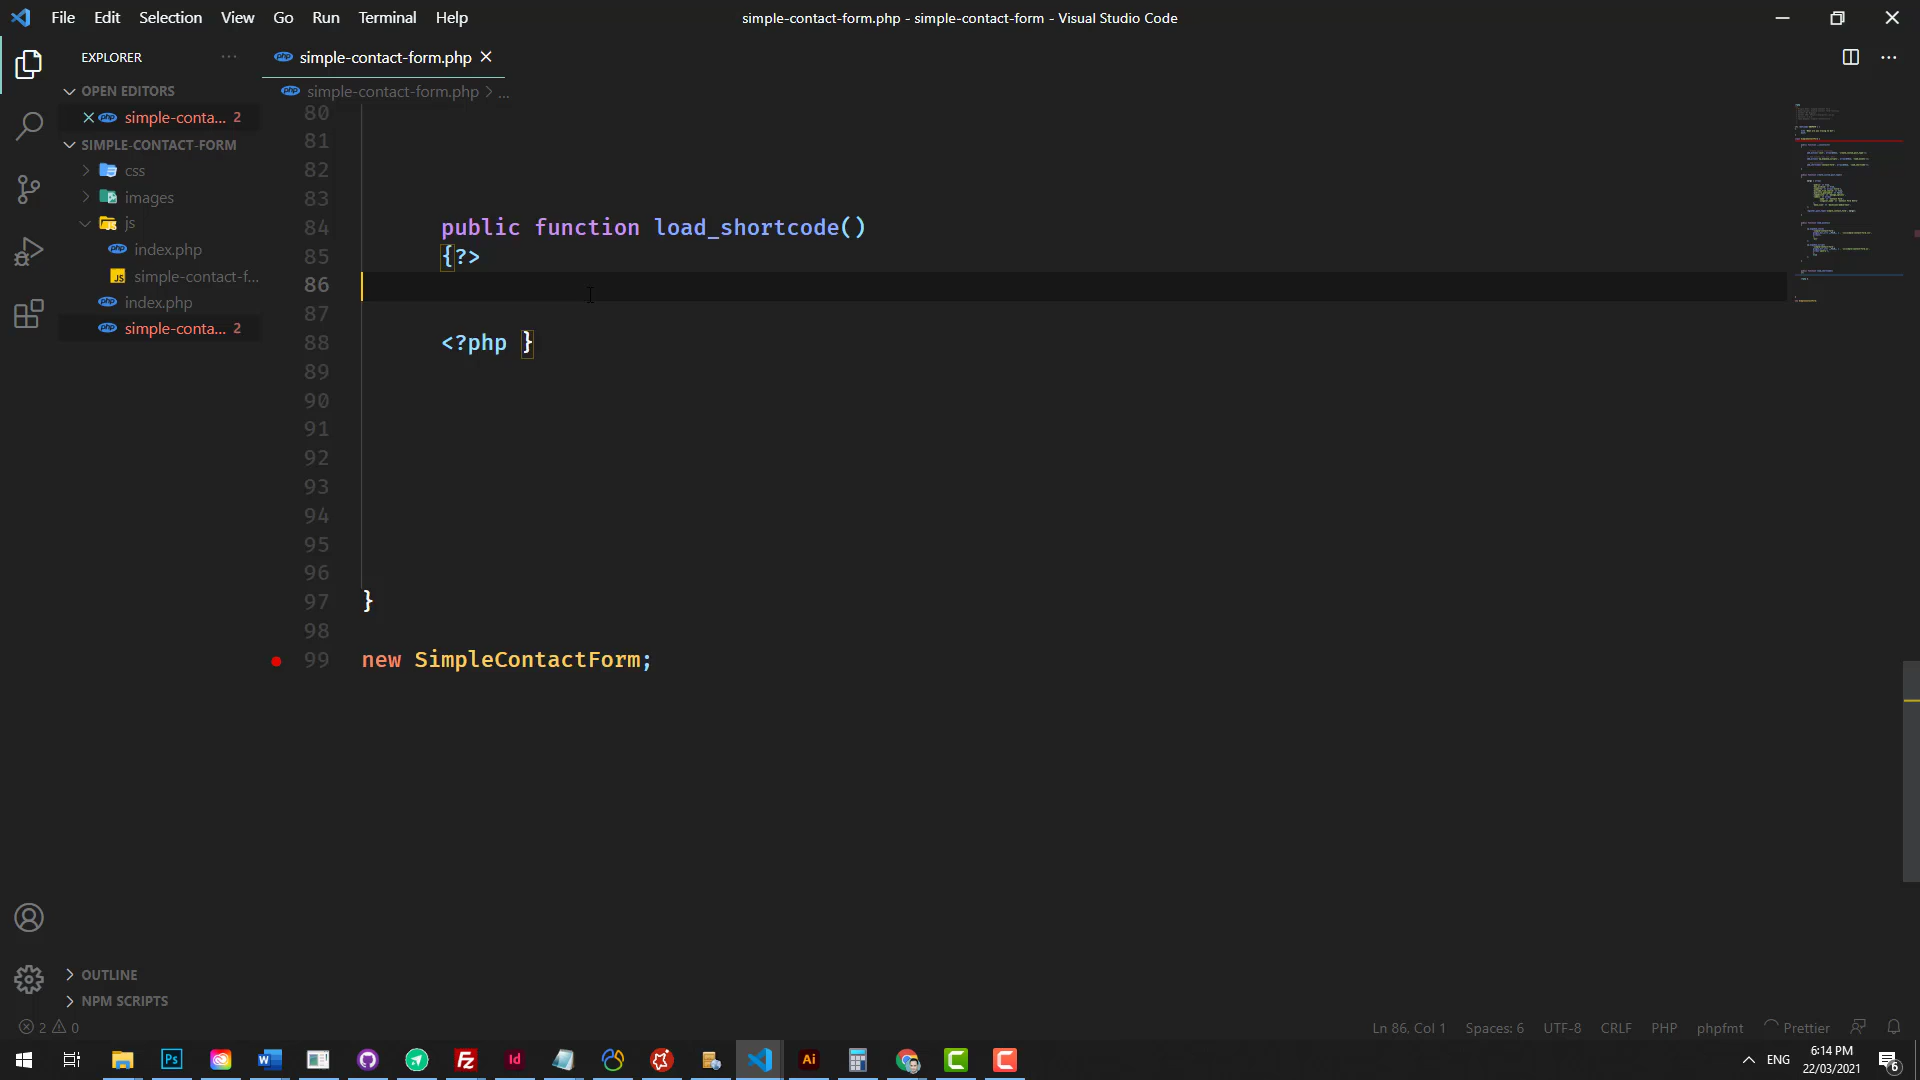 File Edit Selection View Go Run Terminal Help
simple-contact-form.php - simple-contact-form - Visual Studio Code
EXPLORER
simple-contact-form.php
OPEN EDITORS
simple-contact-form.php > ...
simple-conta... 2
SIMPLE-CONTACT-FORM
css
images
js
index.php
simple-contact-f...
index.php
simple-conta... 2
80
81
82
83
84 public function load_shortcode()
85 {?>
86
87
88 <?php }
89
90
91
92
93
94
95
96
97 }
98
99 new SimpleContactForm;
OUTLINE
NPM SCRIPTS
2 0
Ln 86, Col 1 Spaces: 6 UTF-8 CRLF PHP phpfmt Prettier
Ps
W
Fz
Id
Ai
ENG
6:14 PM
22/03/2021
6